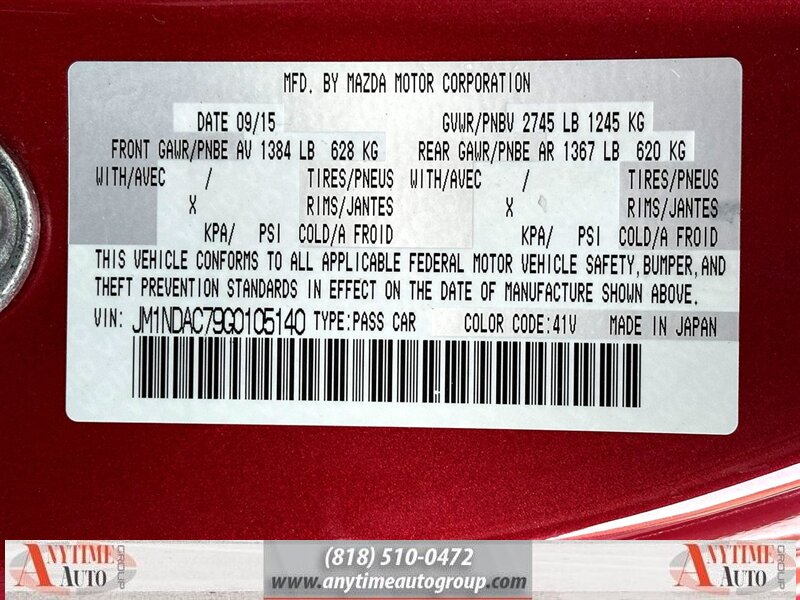 MFD. BY MAZDA MOTOR CORPORATION
DATE 09/15 GVWR/PNBV 2745 LB 1245 KG
FRONT GAWR/PNBE AV 1384 LB 628 KG REAR GAWR/PNBE AR 1367 LB 620 KG
WITH/AVEC / TIRES/PNEUS WITH/AVEC / TIRES/PNEUS
X RIMS/JANTES X RIMS/JANTES
KPA/ PSI COLD/A FROID KPA/ PSI COLD/A FROID
THIS VEHICLE CONFORMS TO ALL APPLICABLE FEDERAL MOTOR VEHICLE SAFETY,BUMPER,AND
THEFT PREVENTION STANDARDS IN EFFECT ON THE DATE OF MANUFACTURE SHOWN ABOVE.
VIN: JM1NDAC79G0105140 TYPE:PASS CAR COLOR CODE:41V MADE IN JAPAN
ANYTIME AUTO GROUP
(818) 510-0472
www.anytimeautogroup.com
ANYTIME AUTO GROUP